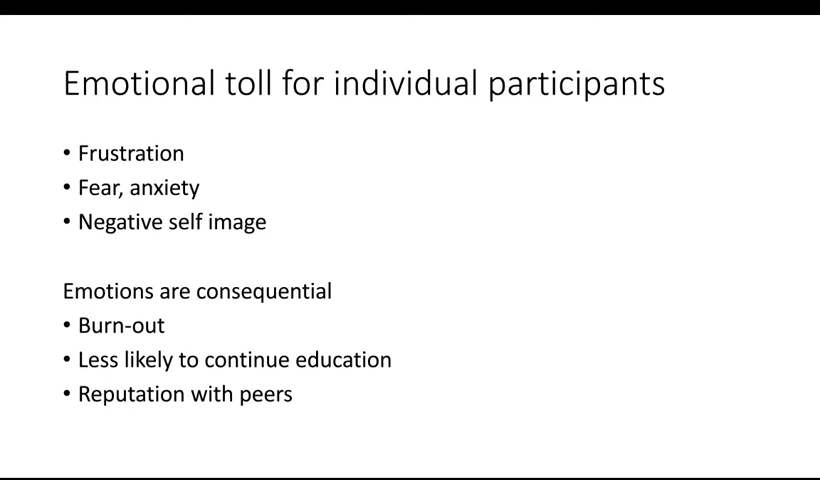 Emotional toll for individual participants
• Frustration
• Fear, anxiety
• Negative self image
Emotions are consequential
• Burn-out
• Less likely to continue education
• Reputation with peers